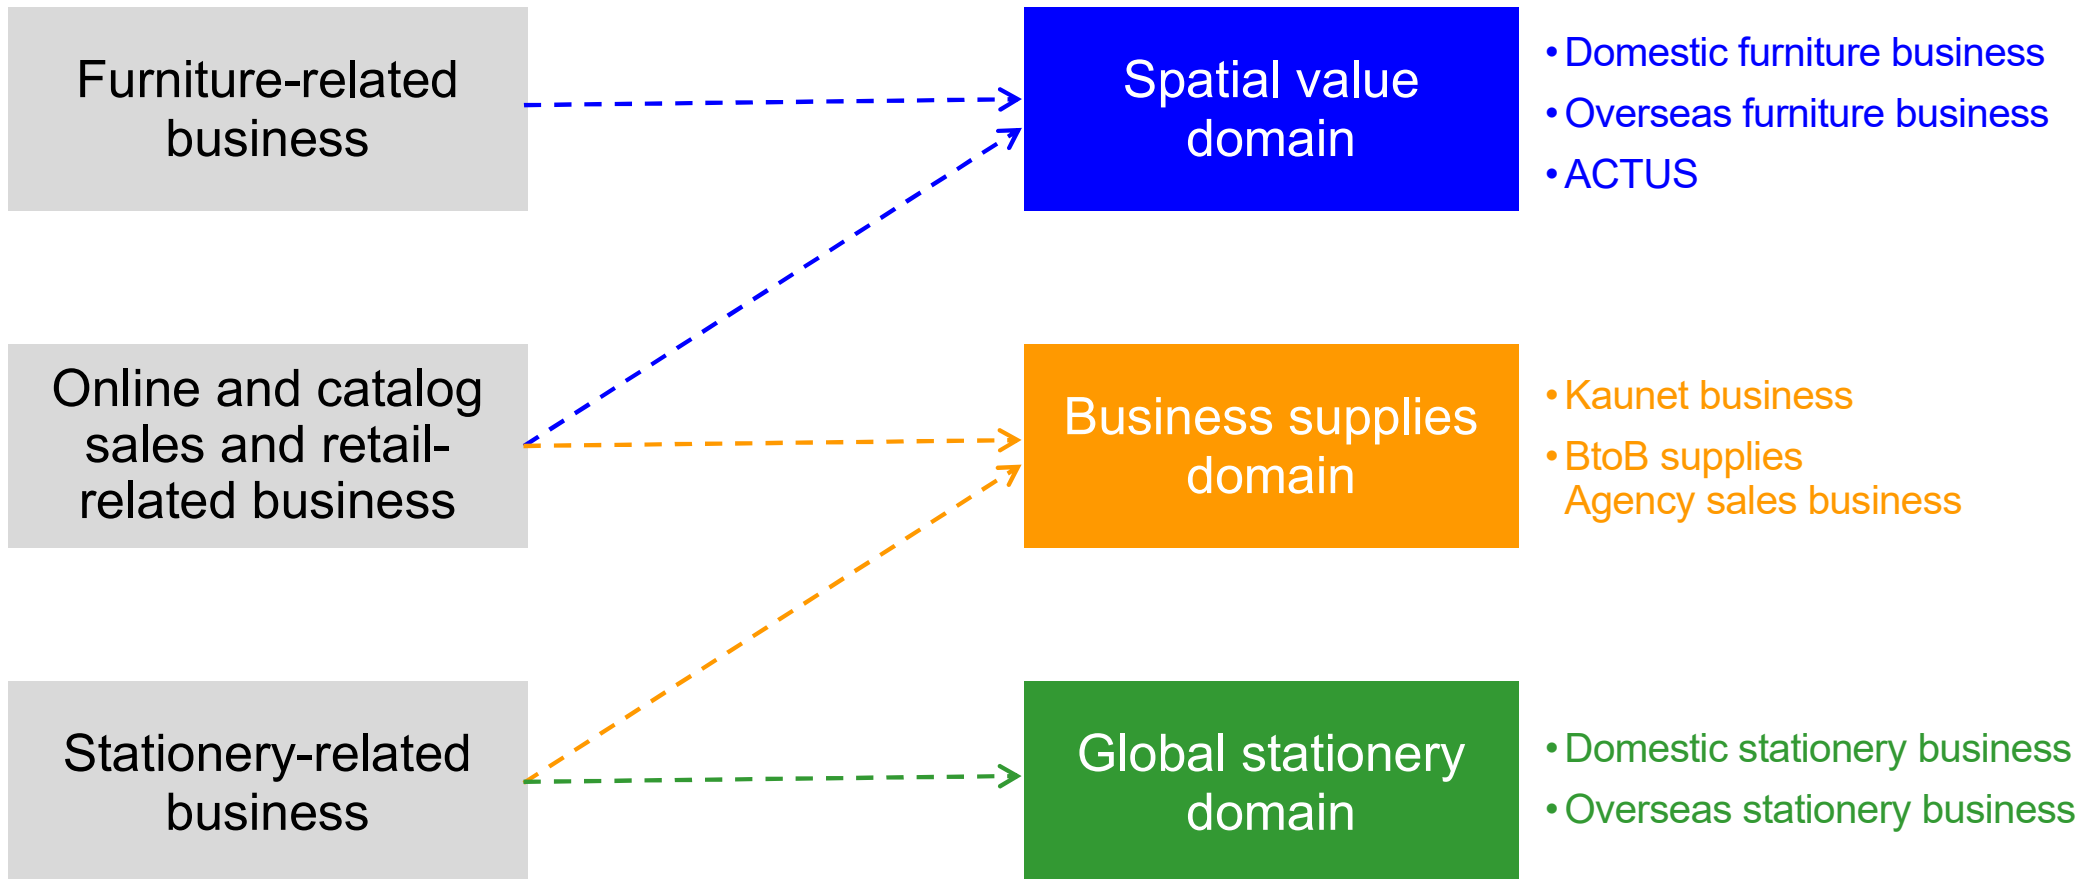 Furniture-related
business
Spatial value
domain
•Domestic furniture business
•Overseas furniture business
•ACTUS
Online and catalog
sales and retail-
related business
Business supplies
domain
•Kaunet business
•BtoB supplies
Agency sales business
Stationery-related
business
Global stationery
domain
•Domestic stationery business
•Overseas stationery business